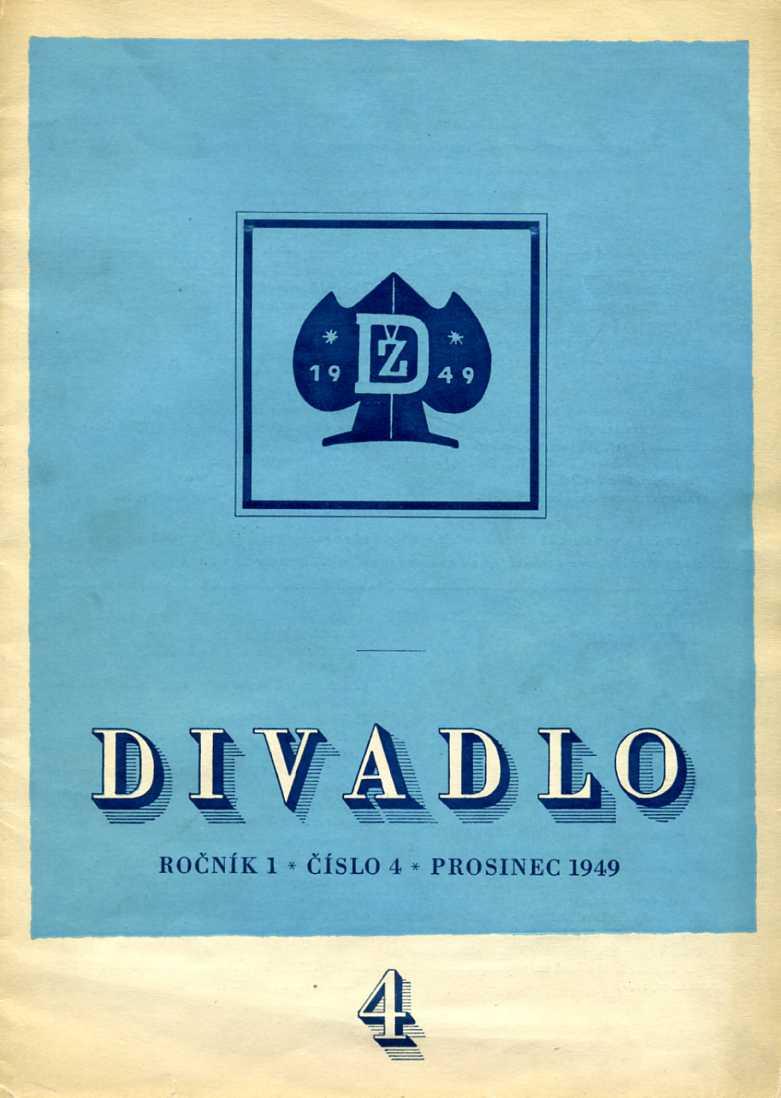 19 DŽ 49
DIVADLO
ROČNÍK 1 * ČÍSLO 4 * PROSINEC 1949
4